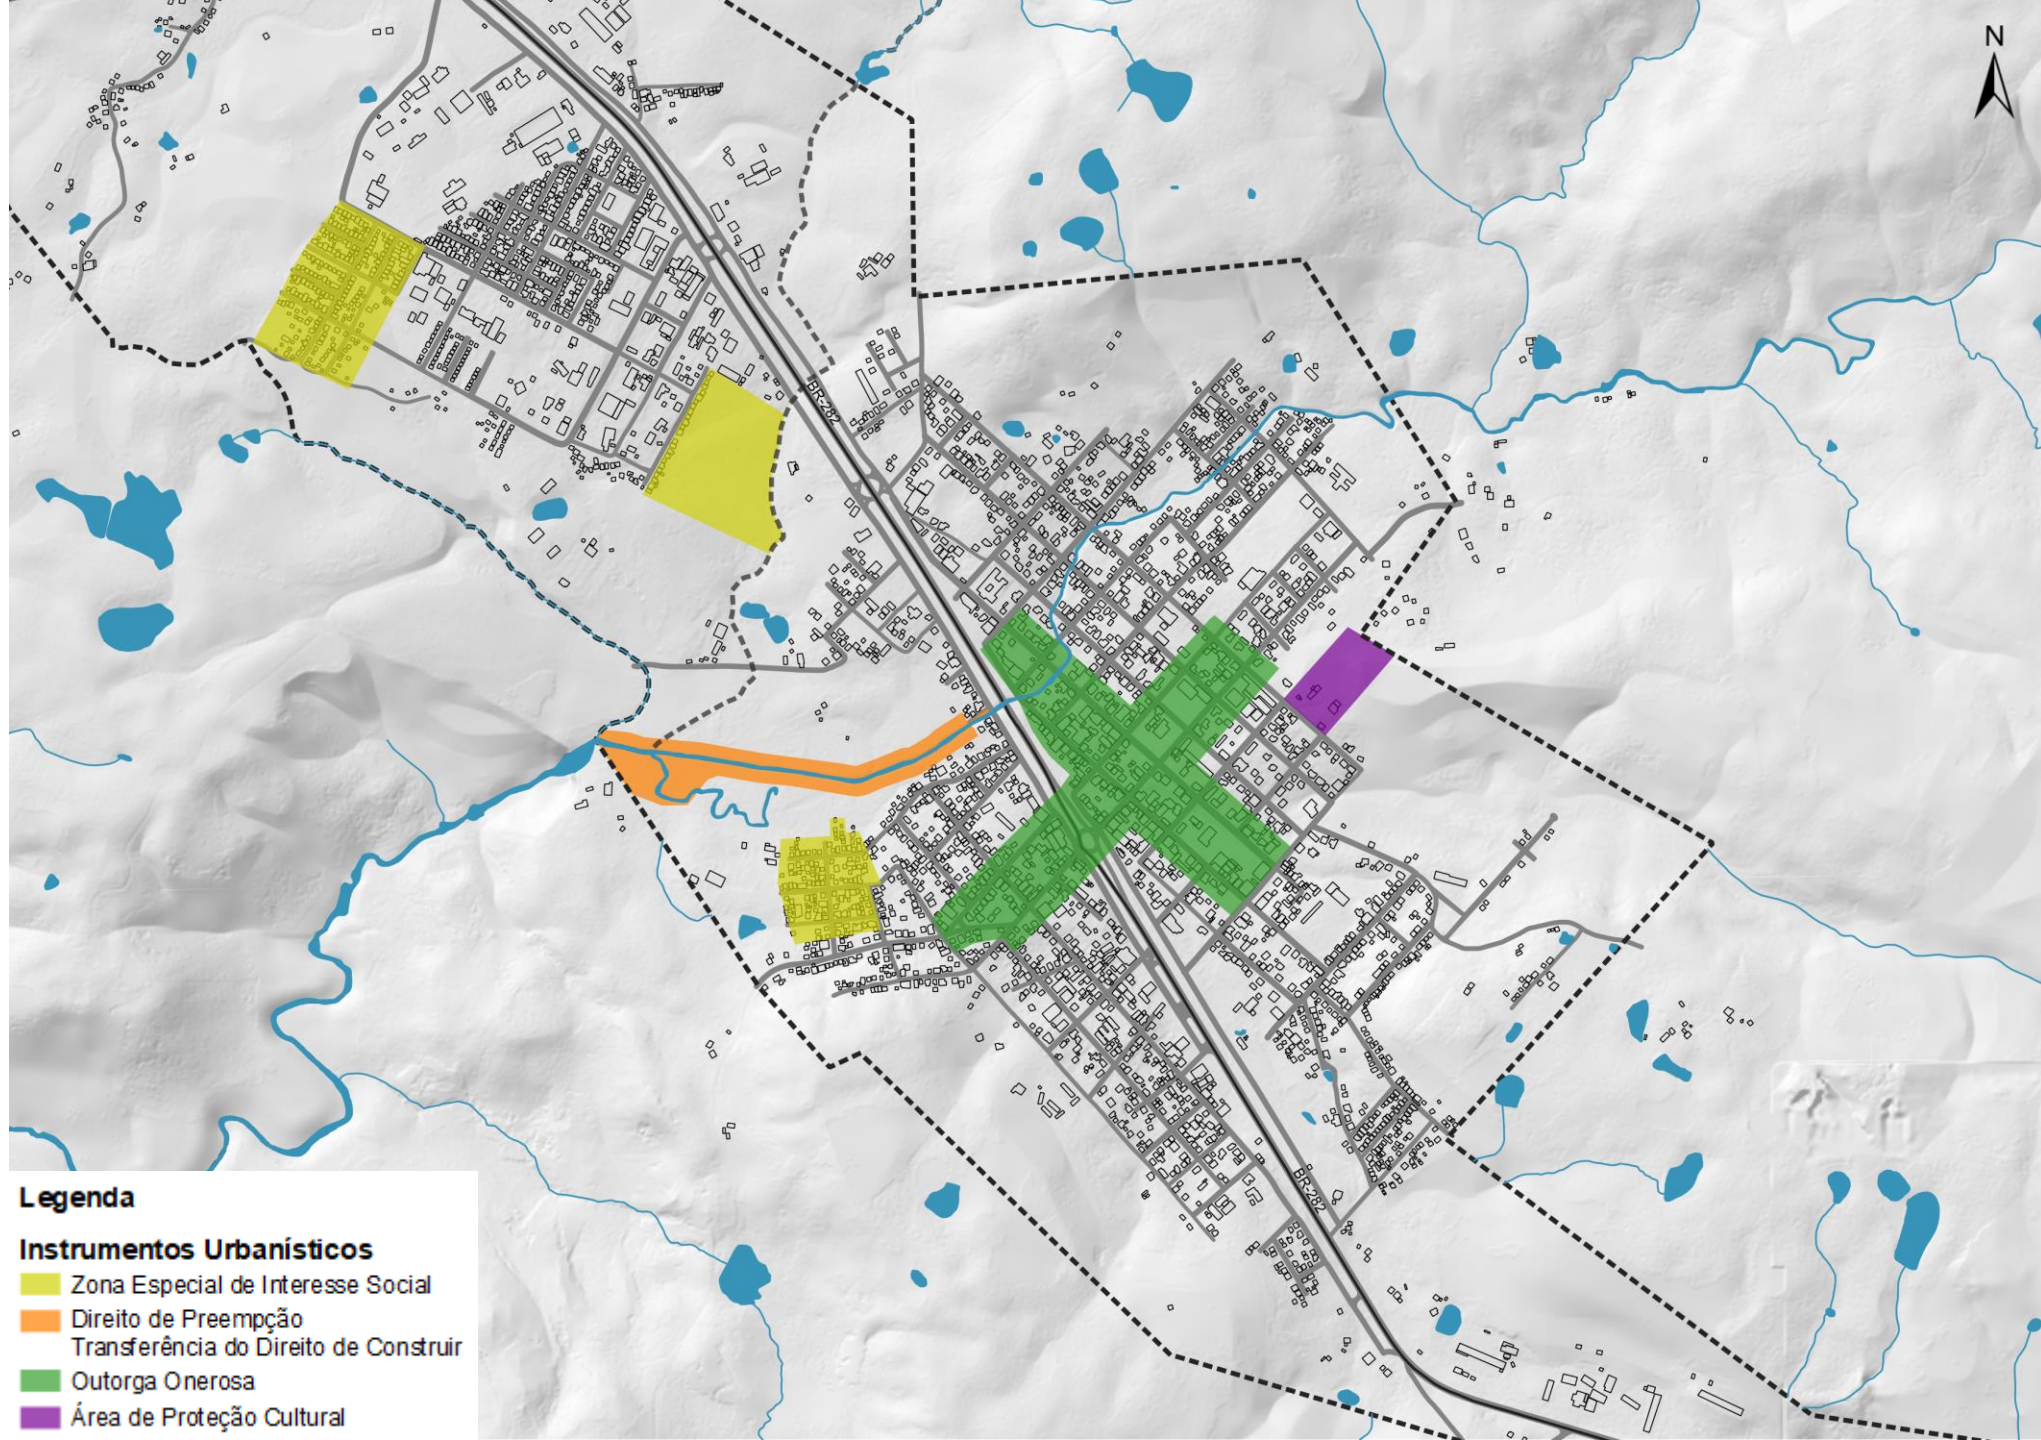 N
BR-282
BR-282
Legenda
Instrumentos Urbanísticos
Zona Especial de Interesse Social
Direito de Preempção
Transferência do Direito de Construir
Outorga Onerosa
Área de Proteção Cultural